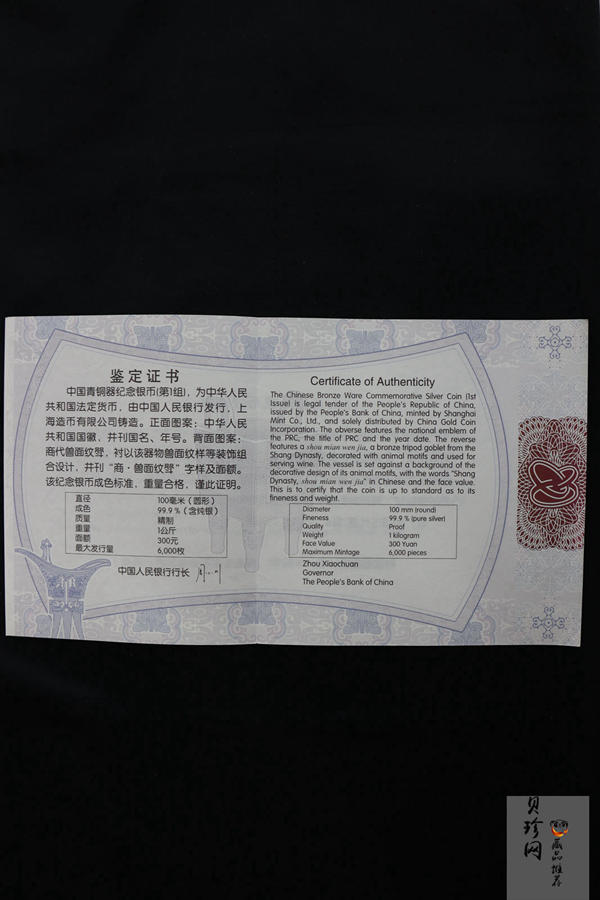 鉴定证书
中国青铜器纪念银币(第1组)，为中华人民
共和国法定货币，由中国人民银行发行，上
海造币有限公司铸造。正面图案：中华人民
共和国国徽，并刊国名、年号。背面图案：
商代兽面纹斝，衬以该器物兽面纹样等装饰组
合设计，并刊“商·兽面纹斝”字样及面额。
该纪念银币成色标准，重量合格，谨此证明。
直径 100毫米（圆形）
成色 99.9％（含纯银）
质量 精制
重量 1公斤
面额 300元
最大发行量 6,000枚
中国人民银行行长
Certificate of Authenticity
The Chinese Bronze Ware Commemorative Silver Coin (1st
Issue) is legal tender of the People's Republic of China,
issued by the People's Bank of China, minted by Shanghai
Mint Co., Ltd., and solely distributed by China Gold Coin
Incorporation. The obverse features the national emblem of
the PRC, the title of PRC and the year date. The reverse
features a shou mian wen jia, a bronze tripod goblet from the
Shang Dynasty, decorated with animal motifs and used for
serving wine. The vessel is set against a background of the
decorative design of its animal motifs, with the words "Shang
Dynasty, shou mian wen jia" in Chinese and the face value.
This is to certify that the coin is up to standard as to its
fineness and weight.
Diameter 100 mm (round)
Fineness 99.9 % (pure silver)
Quality Proof
Weight 1 kilogram
Face Value 300 Yuan
Maximum Mintage 6,000 pieces
Zhou Xiaochuan
Governor
The People's Bank of China
贝珍网
藏品推荐